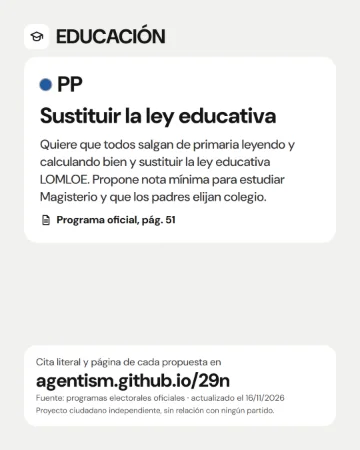 EDUCACIÓN
PP
Sustituir la ley educativa
Quiere que todos salgan de primaria leyendo y
calculando bien y sustituir la ley educativa
LOMLOE. Propone nota mínima para estudiar
Magisterio y que los padres elijan colegio.
Programa oficial, pág. 51
Cita literal y página de cada propuesta en
agentism.github.io/29n
Fuente: programas electorales oficiales · actualizado el 16/11/2026
Proyecto ciudadano independiente, sin relación con ningún partido.